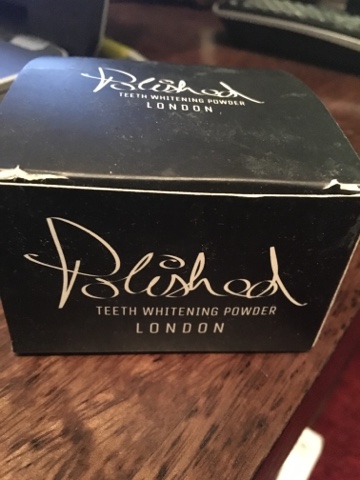 Polished
TEETH WHITENING POWDER
LONDON
Polished
TEETH WHITENING POWDER
LONDON